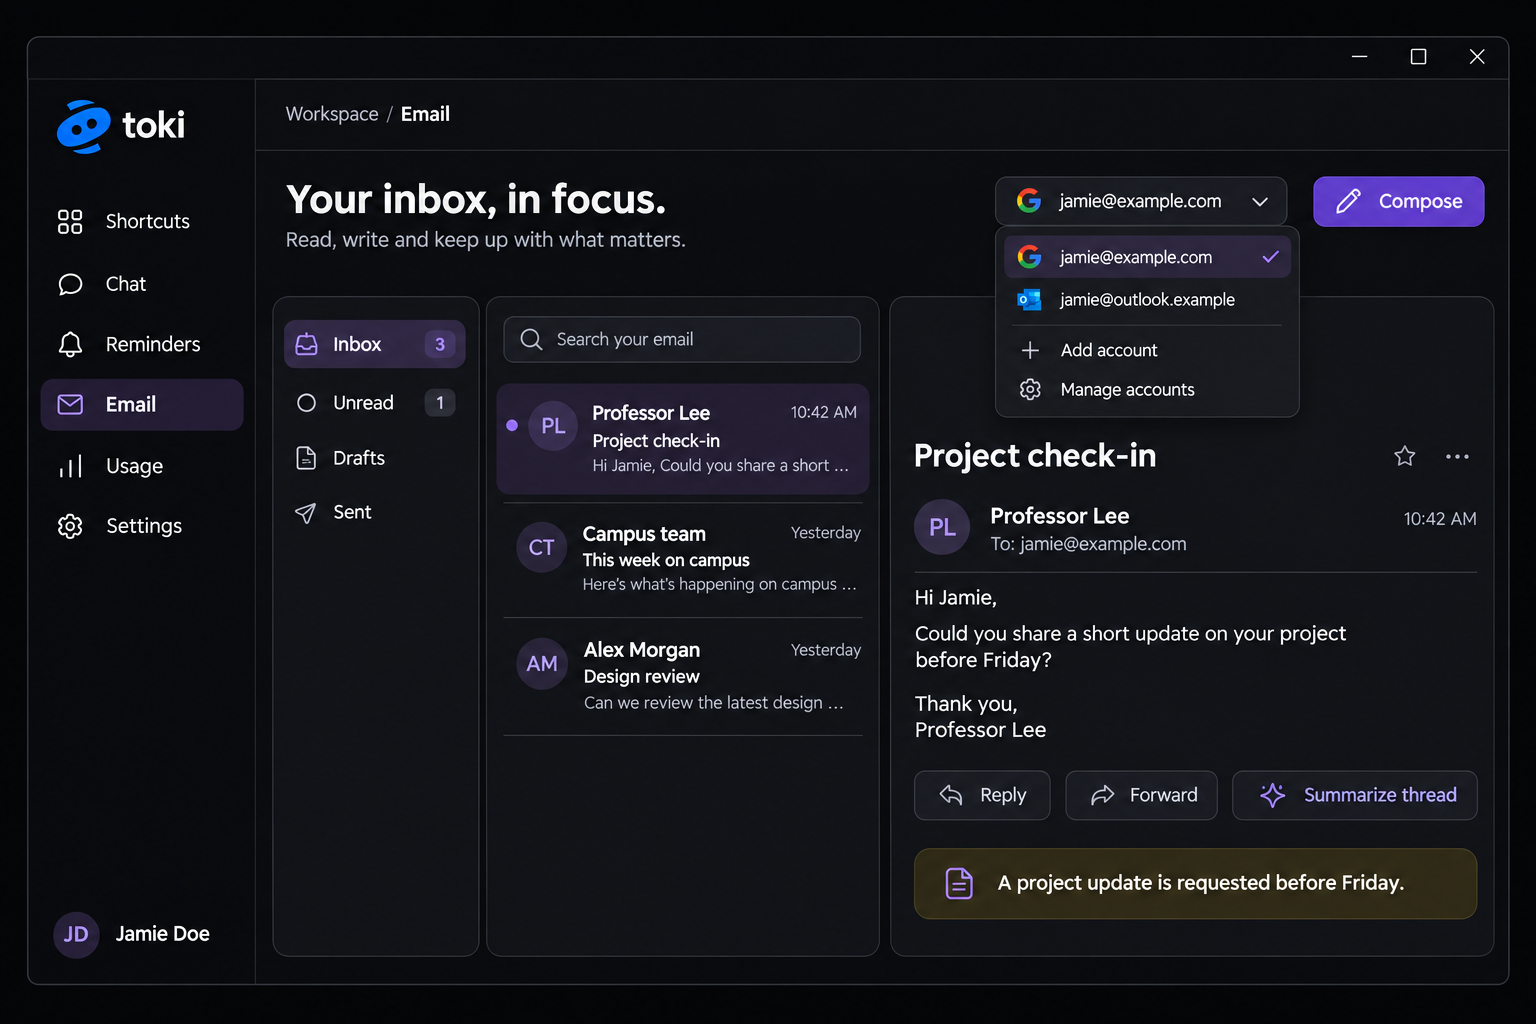 toki
Workspace / Email
Shortcuts
Chat
Reminders
Email
Usage
Settings
JD
Jamie Doe
Your inbox, in focus.
Read, write and keep up with what matters.
jamie@example.com
Compose
jamie@example.com
jamie@outlook.example
Add account
Manage accounts
Inbox 3
Unread 1
Drafts
Sent
Search your email
PL
Professor Lee 10:42 AM
Project check-in
Hi Jamie, Could you share a short ...
CT
Campus team Yesterday
This week on campus
Here's what's happening on campus ...
AM
Alex Morgan Yesterday
Design review
Can we review the latest design ...
Project check-in
PL
Professor Lee 10:42 AM
To: jamie@example.com
Hi Jamie,
Could you share a short update on your project
before Friday?
Thank you,
Professor Lee
Reply
Forward
Summarize thread
A project update is requested before Friday.